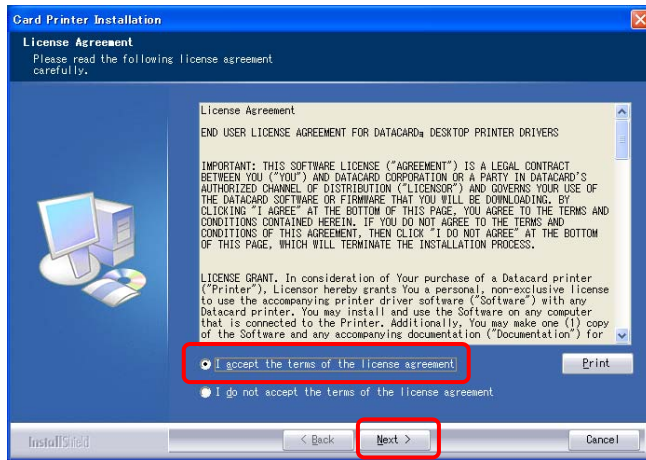 Card Printer Installation
License Agreement
Please read the following license agreement
carefully.
License Agreement
END USER LICENSE AGREEMENT FOR DATACARD® DESKTOP PRINTER DRIVERS
IMPORTANT: THIS SOFTWARE LICENSE ("AGREEMENT") IS A LEGAL CONTRACT
BETWEEN YOU ("YOU") AND DATACARD CORPORATION OR A PARTY IN DATACARD'S
AUTHORIZED CHANNEL OF DISTRIBUTION ("LICENSOR") AND GOVERNS YOUR USE OF
THE DATACARD SOFTWARE OR FIRMWARE THAT YOU WILL BE DOWNLOADING. BY
CLICKING "I AGREE" AT THE BOTTOM OF THIS PAGE, YOU AGREE TO THE TERMS AND
CONDITIONS CONTAINED HEREIN. IF YOU DO NOT AGREE TO THE TERMS AND
CONDITIONS OF THIS AGREEMENT, THEN CLICK "I DO NOT AGREE" AT THE BOTTOM
OF THIS PAGE, WHICH WILL TERMINATE THE INSTALLATION PROCESS.
LICENSE GRANT. In consideration of Your purchase of a Datacard printer
("Printer"), Licensor hereby grants You a personal, non-exclusive license
to use the accompanying printer driver software ("Software") with any
Datacard printer. You may install and use the Software on any computer
that is connected to the Printer. Additionally, You may make one (1) copy
of the Software and any accompanying documentation ("Documentation") for
I accept the terms of the license agreement
Print
I do not accept the terms of the license agreement
InstallShield
< Back
Next >
Cancel